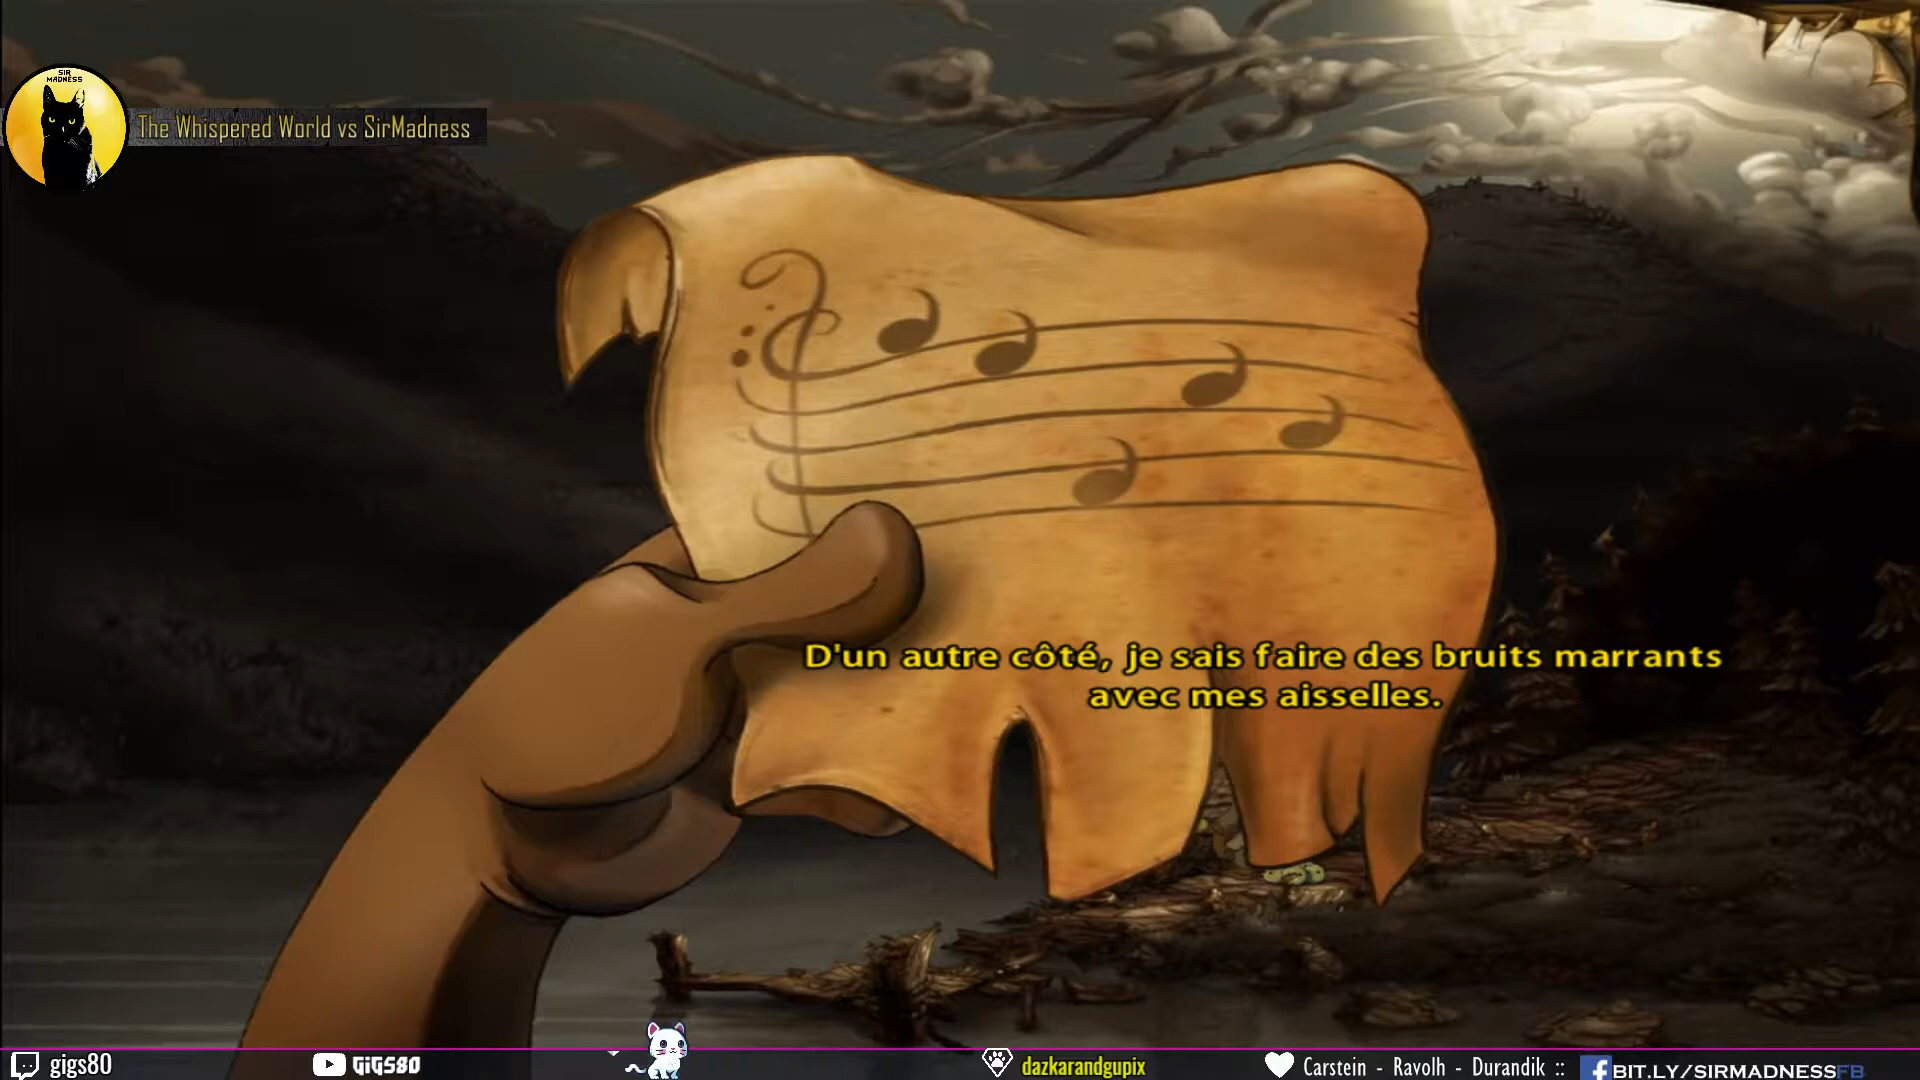 SIR
MADNESS
The Whispered World vs SirMadness
D'un autre côté, je sais faire des bruits marrants
avec mes aisselles.
gigs80
GIGS80
dazkarandgupix
Carstein - Ravolh - Durandik ::
BIT.LY/SIRMADNESSFB